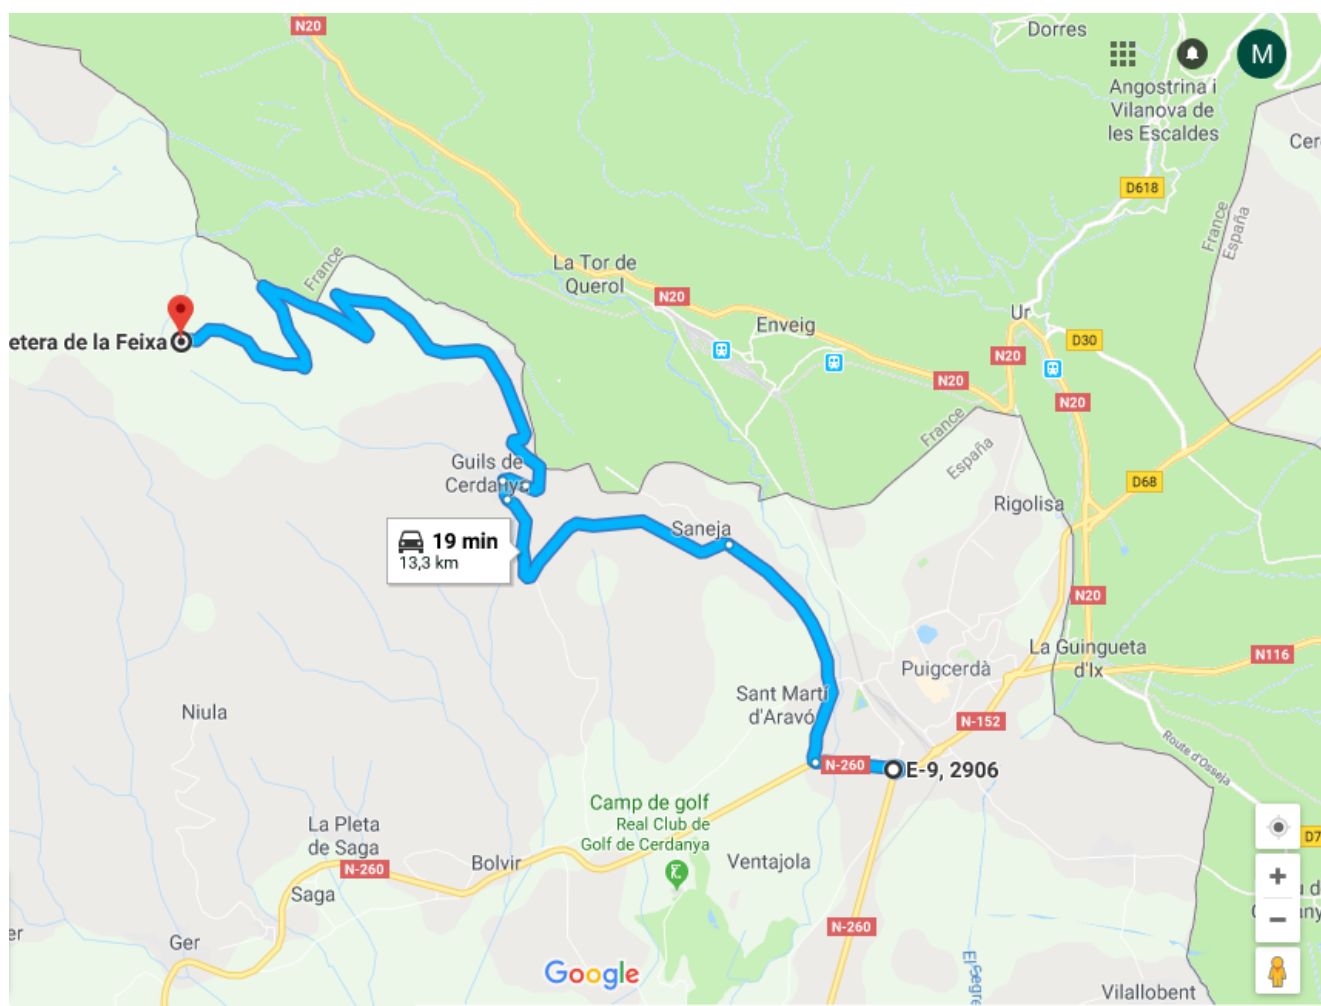 N20
Dorres
M
Angostrina i
Vilanova de
les Escaldes
D618
France
España
France
La Tor de
Querol
N20
Enveig
Ur
D30
N20
N20
N20
etera de la Feixa
France
España
Guils de
Cerdanya
D68
Rigolisa
Saneja
19 min
13,3 km
N20
La Guingueta
d'Ix
N116
Puigcerdà
Sant Martí
d'Aravó
Niula
N-152
Route d'Osseja
N-260
E-9, 2906
Camp de golf
Real Club de
Golf de Cerdanya
La Pleta
de Saga
N-260
Bolvir
Ventajola
Saga
N-260
Ger
El Segre
Google
Vilallobent